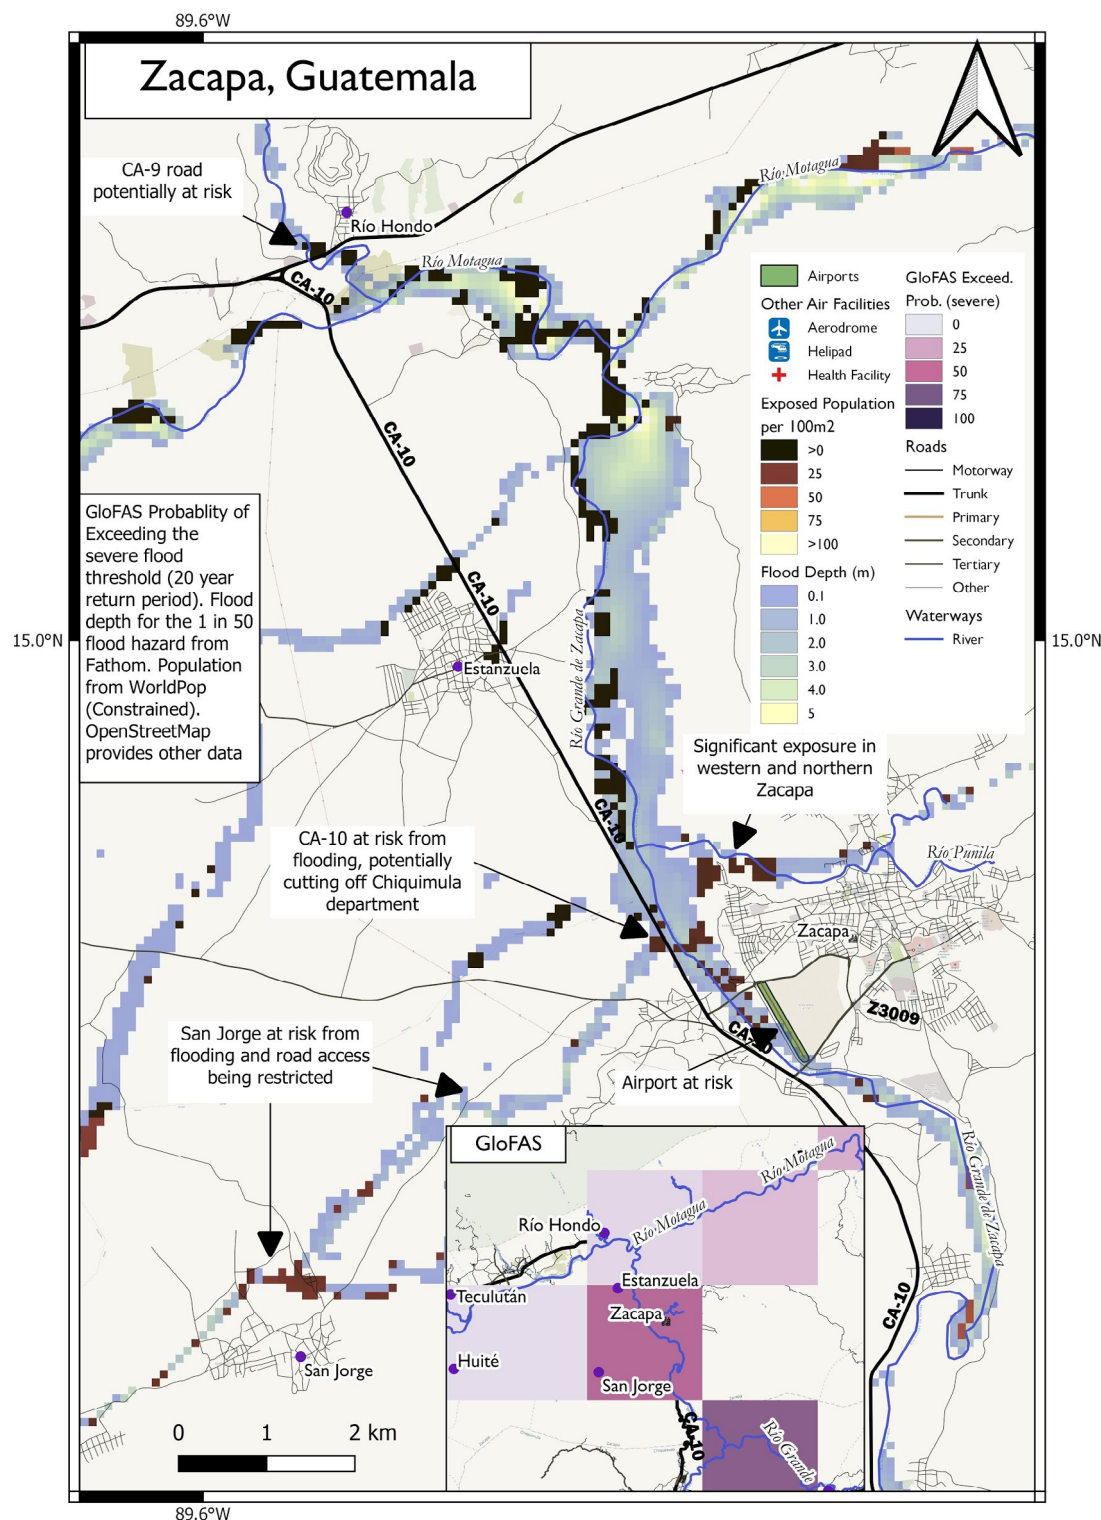 89.6°W
Zacapa, Guatemala
CA-9 road
potentially at risk
Río Hondo
Río Motagua
Río Motagua
CA-10
CA-10
CA-10
Airports
Other Air Facilities
Aerodrome
Helipad
Health Facility
Exposed Population
per 100m2
>0
25
50
75
>100
Flood Depth (m)
0.1
1.0
2.0
3.0
4.0
5
GloFAS Exceed.
Prob. (severe)
0
25
50
75
100
Roads
Motorway
Trunk
Primary
Secondary
Tertiary
Other
Waterways
River
GloFAS Probablity of
Exceeding the
severe flood
threshold (20 year
return period). Flood
depth for the 1 in 50
flood hazard from
Fathom. Population
from WorldPop
(Constrained).
OpenStreetMap
provides other data
15.0°N
15.0°N
Estanzuela
Río Grande de Zacapa
Significant exposure in
western and northern
Zacapa
CA-10
CA-10 at risk from
flooding, potentially
cutting off Chiquimula
department
Río Punila
Zacapa
Z3009
CA-10
San Jorge at risk from
flooding and road access
being restricted
Airport at risk
Río Grande de Zacapa
CA-10
San Jorge
0 1 2 km
GloFAS
Río Motagua
Río Hondo
Río Motagua
Estanzuela
Teculután
Zacapa
Huité
San Jorge
CA-10
Río Grande
89.6°W